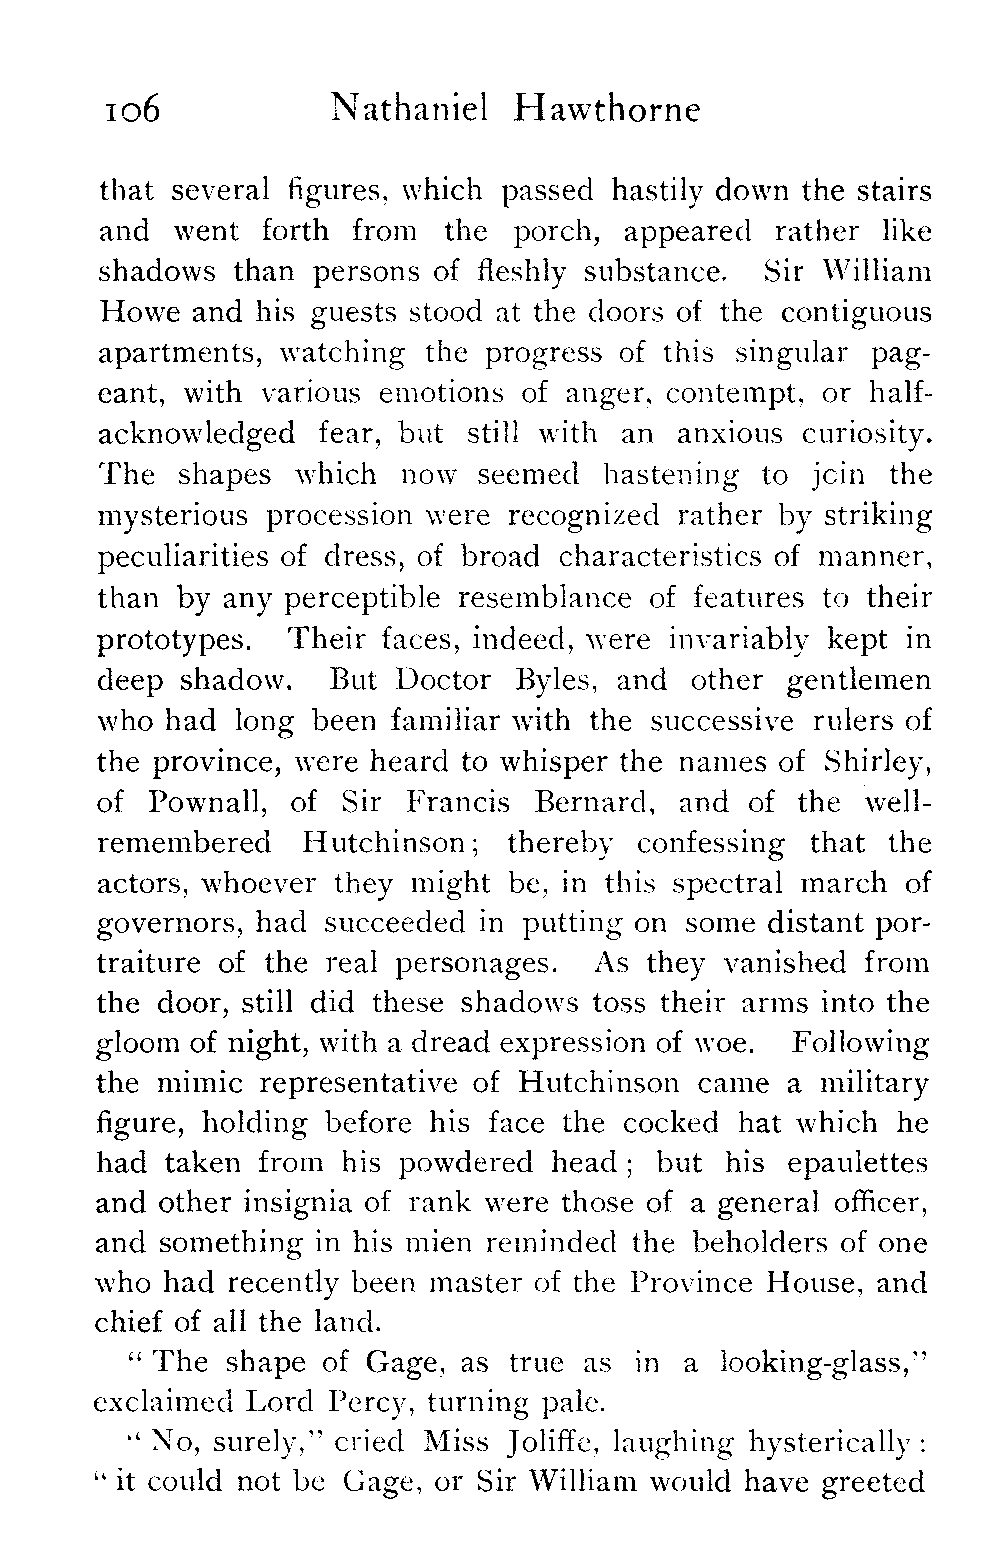 106 Nathaniel Hawthorne
that several figures, which passed hastily down the stairs
and went forth from the porch, appeared rather like
shadows than persons of fleshly substance. Sir William
Howe and his guests stood at the doors of the contiguous
apartments, watching the progress of this singular pag-
eant, with various emotions of anger, contempt, or half-
acknowledged fear, but still with an anxious curiosity.
The shapes which now seemed hastening to join the
mysterious procession were recognized rather by striking
peculiarities of dress, of broad characteristics of manner,
than by any perceptible resemblance of features to their
prototypes. Their faces, indeed, were invariably kept in
deep shadow. But Doctor Byles, and other gentlemen
who had long been familiar with the successive rulers of
the province, were heard to whisper the names of Shirley,
of Pownall, of Sir Francis Bernard, and of the well-
remembered Hutchinson; thereby confessing that the
actors, whoever they might be, in this spectral march of
governors, had succeeded in putting on some distant por-
traiture of the real personages. As they vanished from
the door, still did these shadows toss their arms into the
gloom of night, with a dread expression of woe. Following
the mimic representative of Hutchinson came a military
figure, holding before his face the cocked hat which he
had taken from his powdered head; but his epaulettes
and other insignia of rank were those of a general officer,
and something in his mien reminded the beholders of one
who had recently been master of the Province House, and
chief of all the land.
"The shape of Gage, as true as in a looking-glass,"
exclaimed Lord Percy, turning pale.
"No, surely," cried Miss Joliffe, laughing hysterically:
"it could not be Gage, or Sir William would have greeted